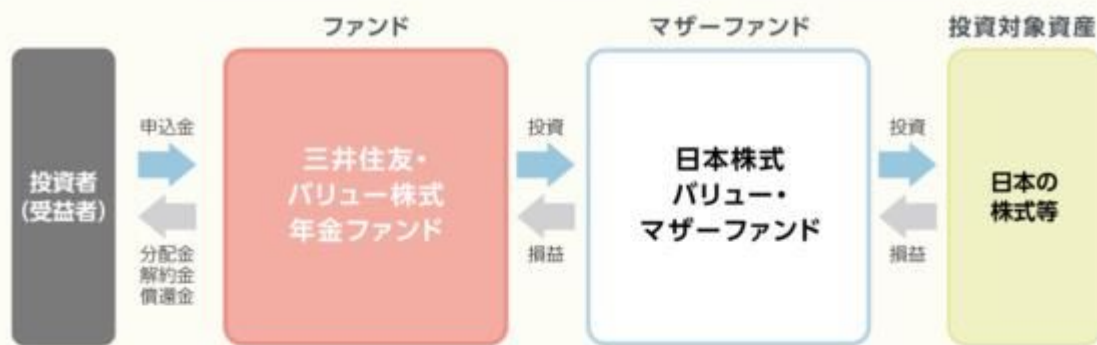 ファンド
マザーファンド
投資対象資産
投資者
(受益者)
申込金
分配金
解約金
償還金
三井住友・
バリュー株式
年金ファンド
投資
損益
日本株式
バリュー・
マザーファンド
投資
損益
日本の
株式等